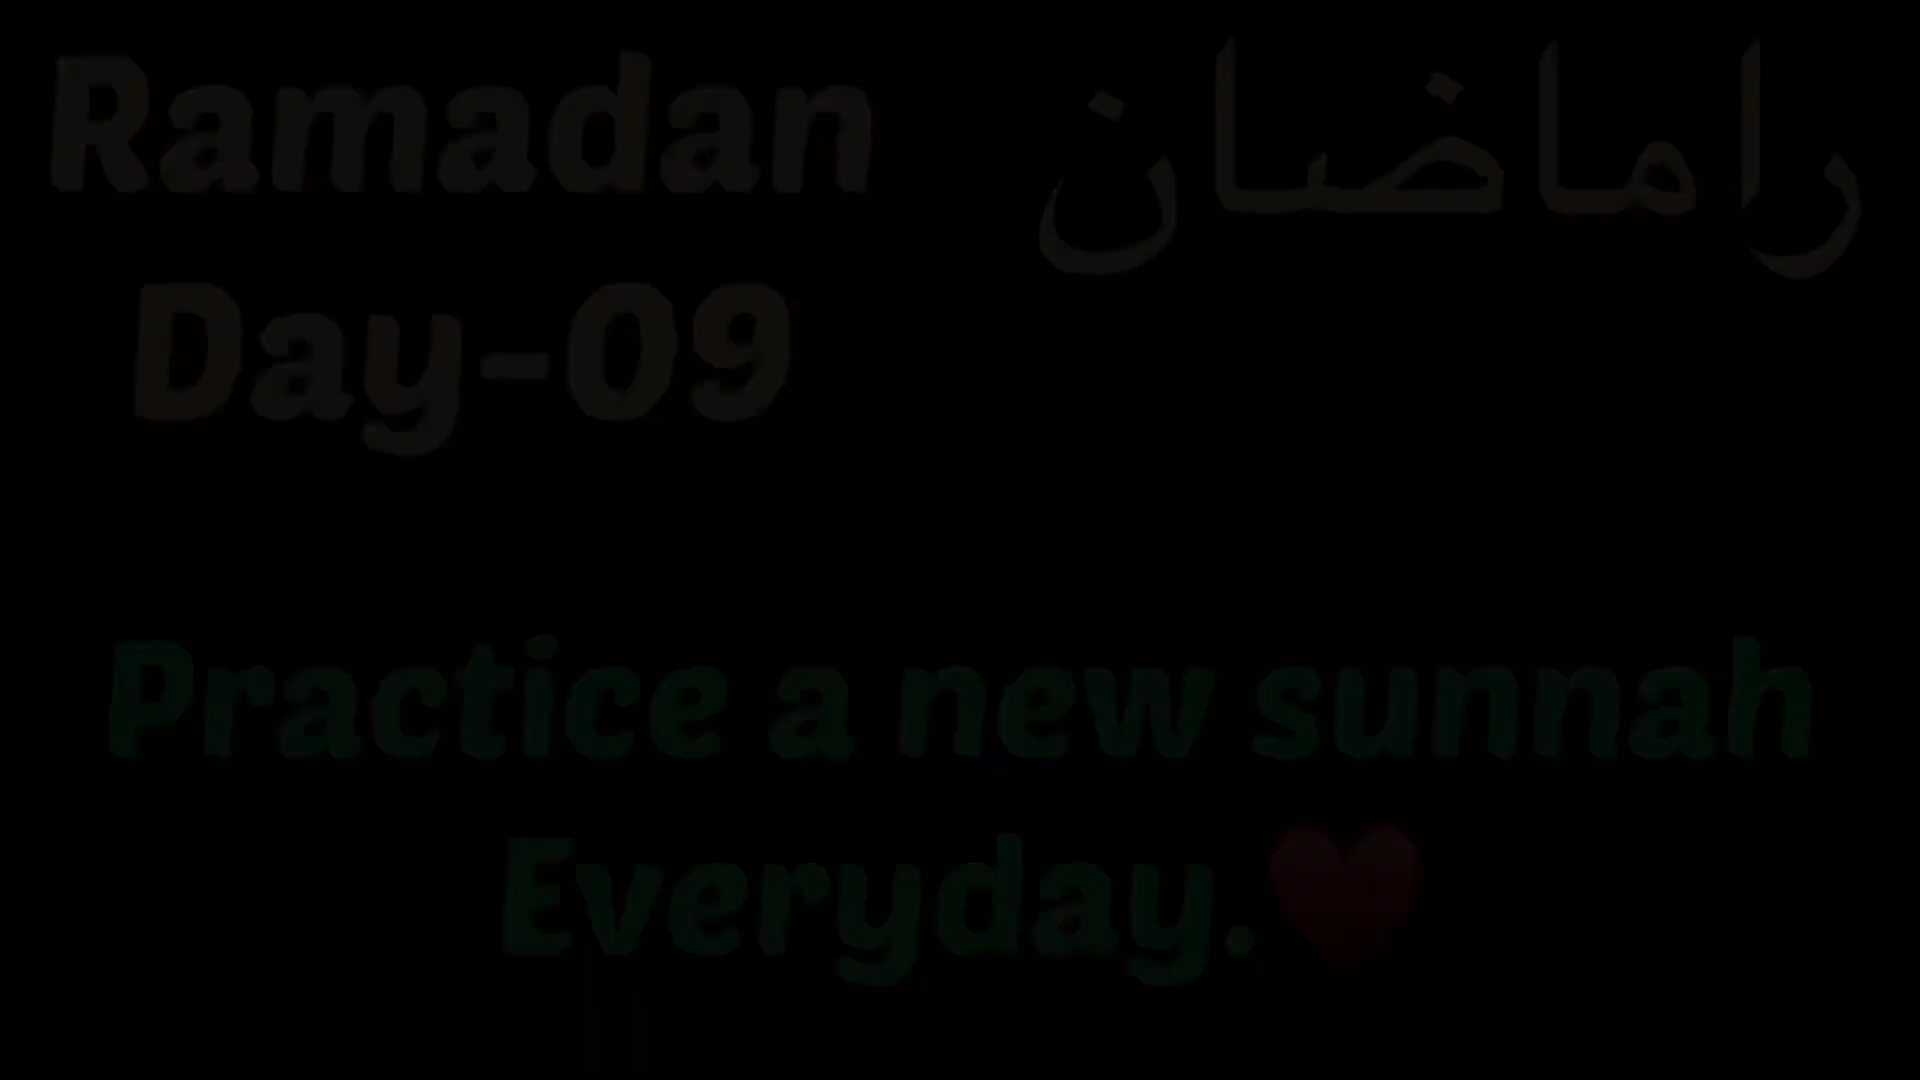 Ramadan
Day-09
راماضان
Practice a new sunnah
Everyday.♥